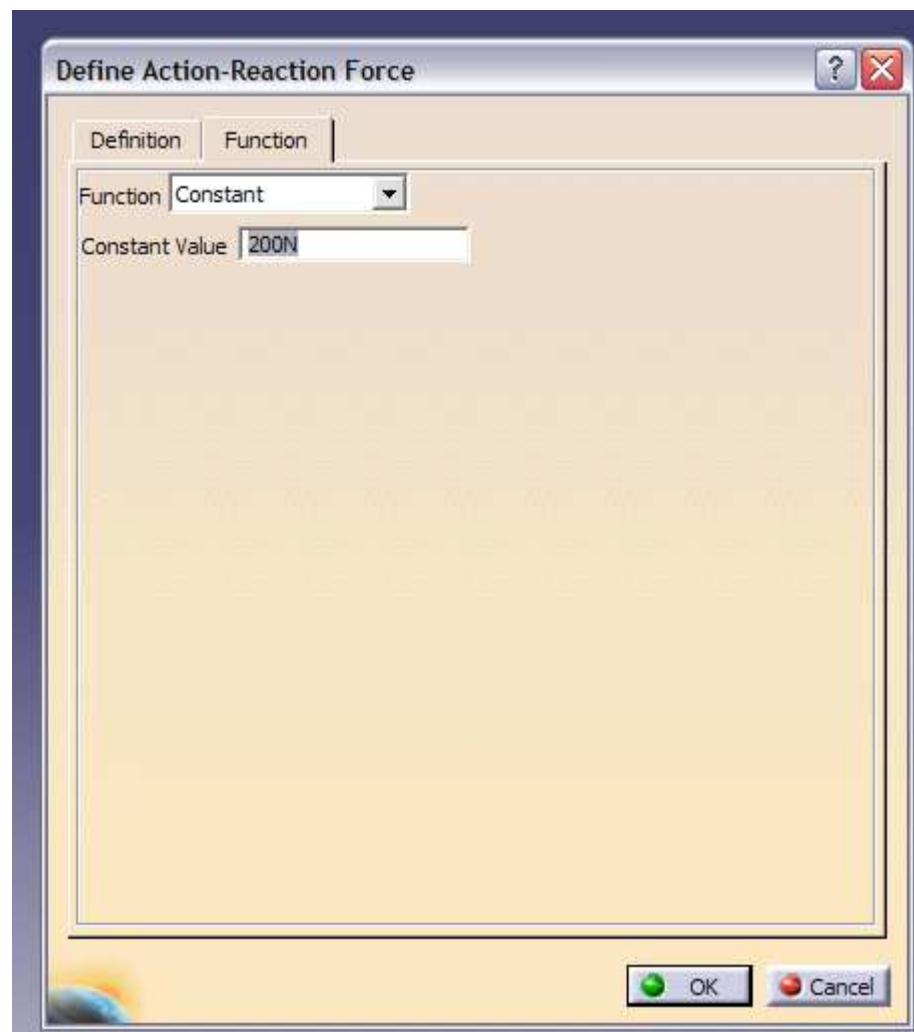 Define Action-Reaction Force ?
Definition Function
Function Constant
Constant Value 200N
OK Cancel